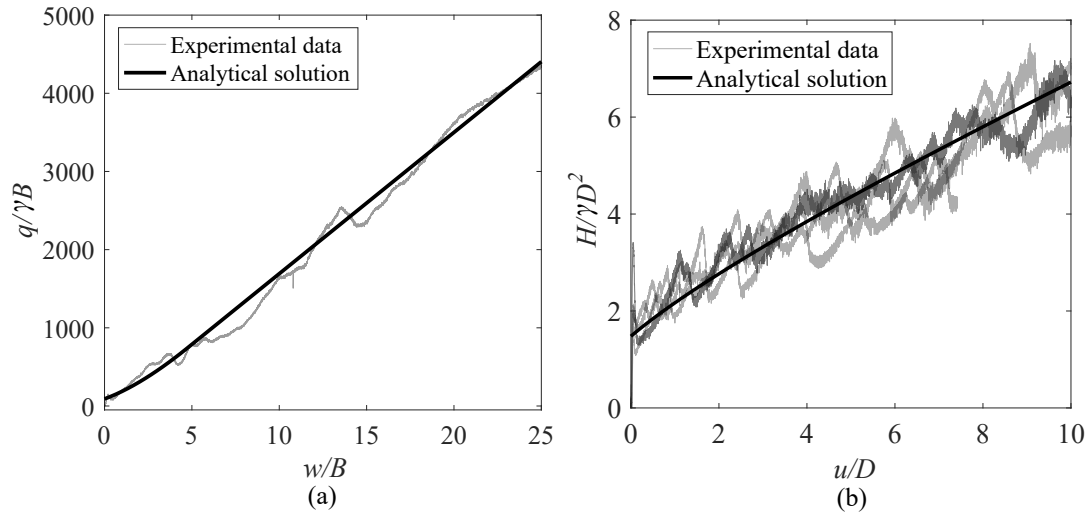 5000
4000
3000
2000
1000
0
q/γB
Experimental data
Analytical solution
0 5 10 15 20 25
w/B
(a)
8
6
4
2
0
H/γD²
Experimental data
Analytical solution
0 2 4 6 8 10
u/D
(b)